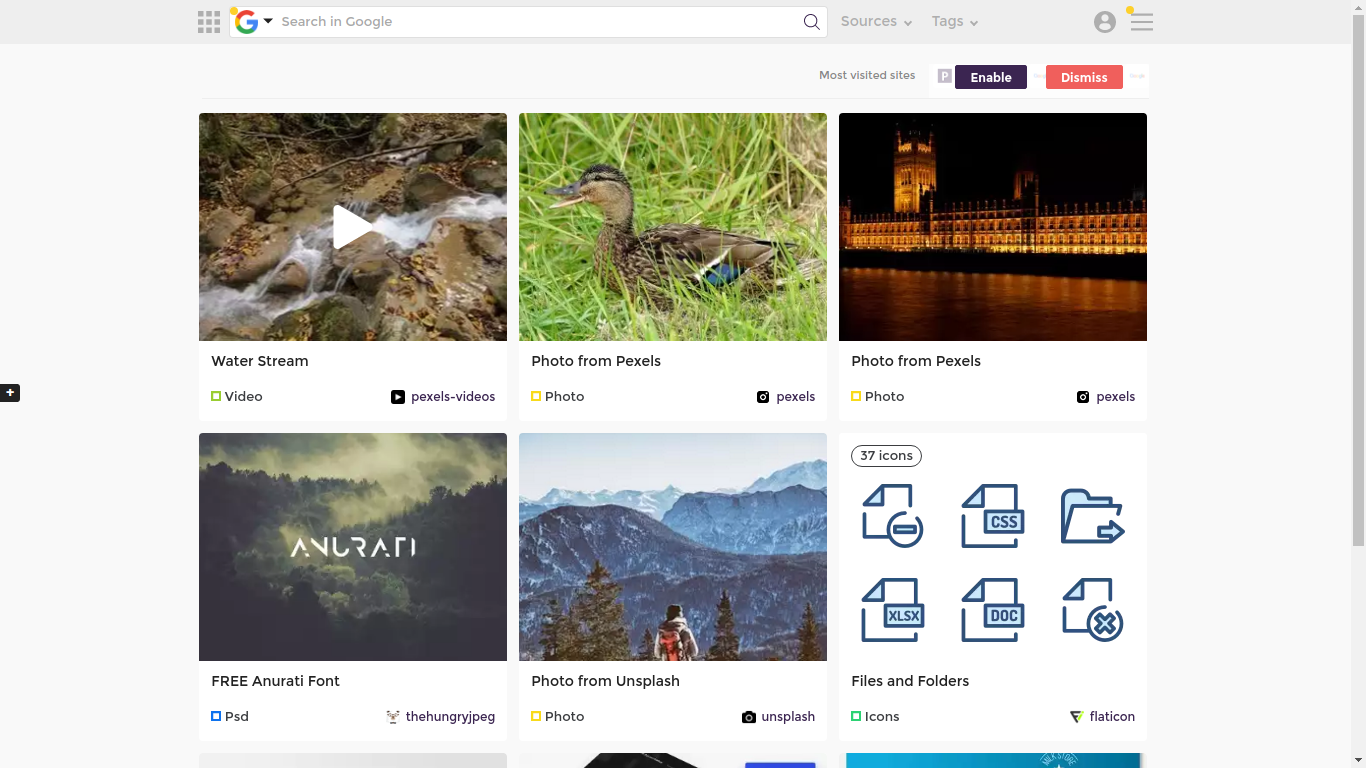 Search in Google
Sources
Tags
Most visited sites
P
Enable
Dismiss
Water Stream
Video
pexels-videos
Photo from Pexels
Photo
pexels
Photo from Pexels
Photo
pexels
+
ANURATI
FREE Anurati Font
Psd
thehungryjpeg
Photo from Unsplash
Photo
unsplash
37 icons
CSS
XLSX
DOC
Files and Folders
Icons
flaticon
MILK STORE